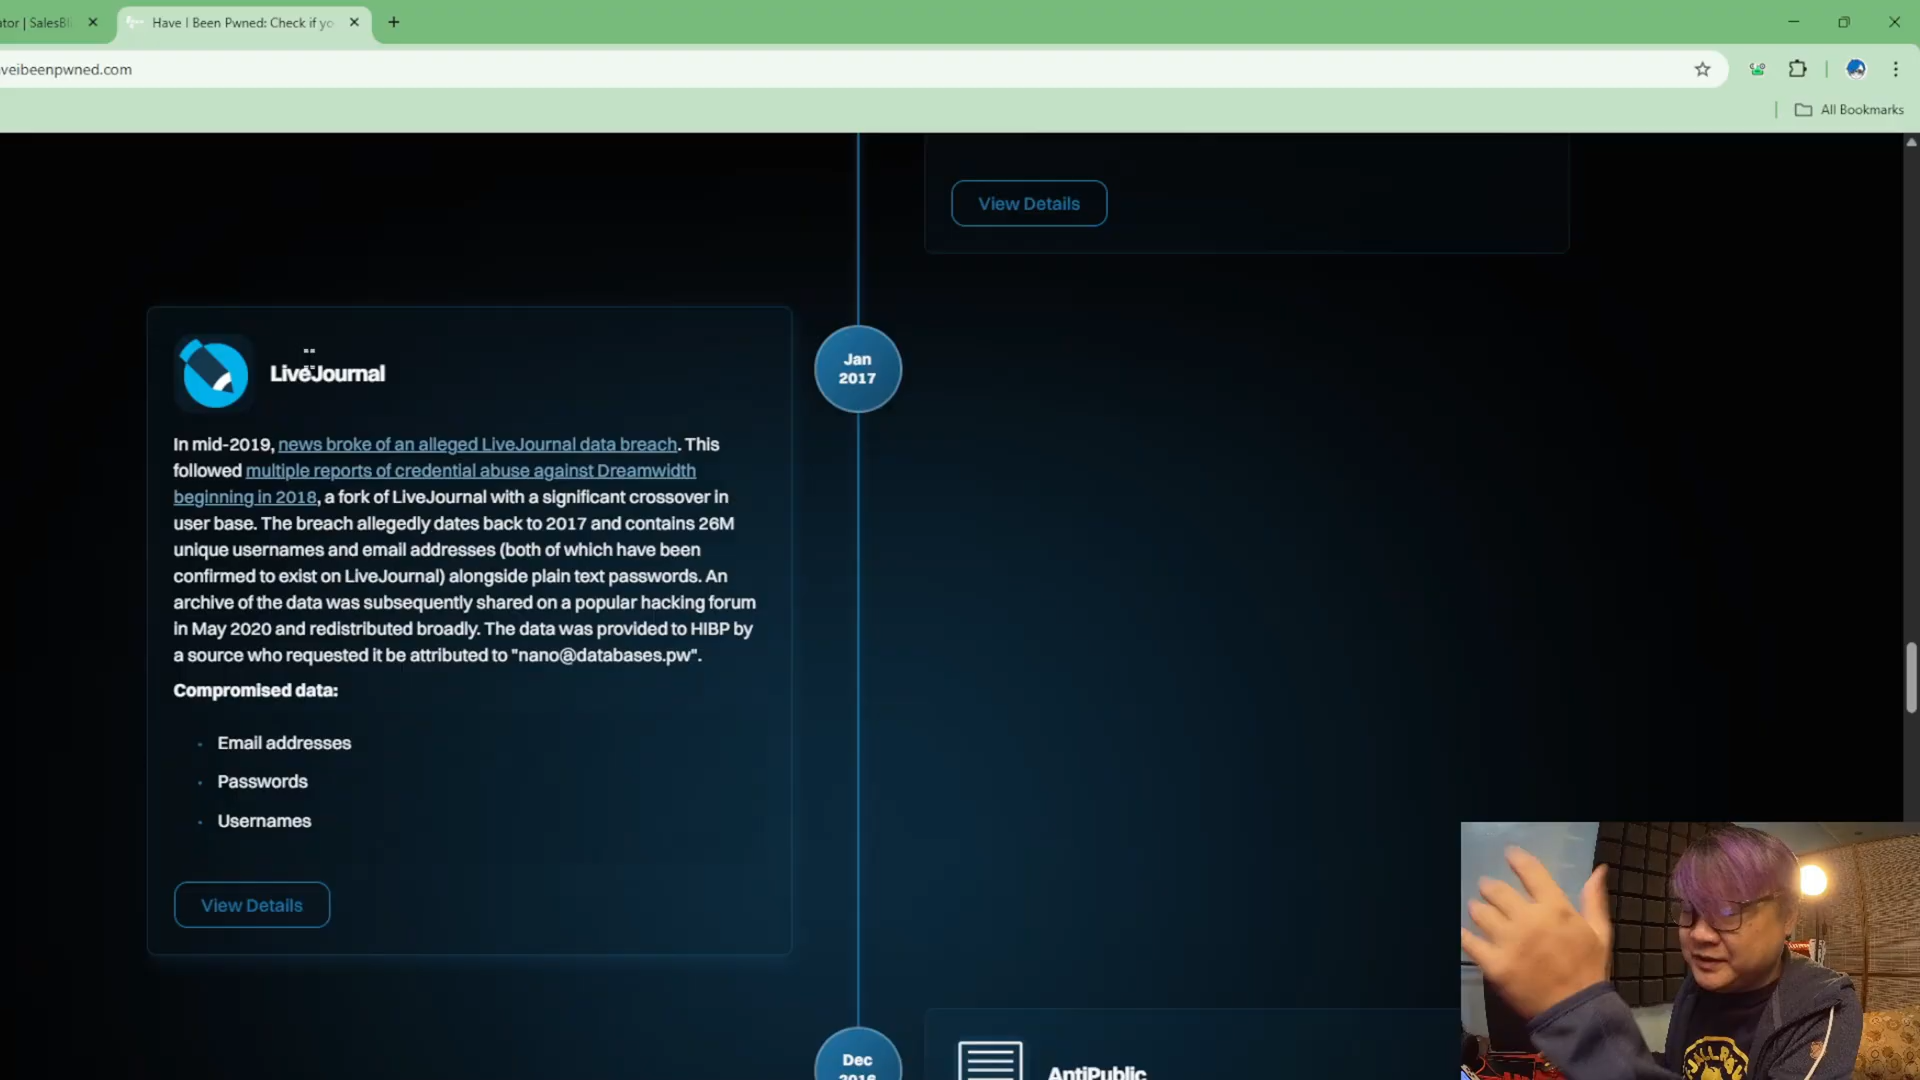 ator | SalesBl
Have I Been Pwned: Check if yo
veibeenpwned.com
All Bookmarks
View Details
LiveJournal
Jan
2017
In mid-2019, news broke of an alleged LiveJournal data breach. This
followed multiple reports of credential abuse against Dreamwidth
beginning in 2018, a fork of LiveJournal with a significant crossover in
user base. The breach allegedly dates back to 2017 and contains 26M
unique usernames and email addresses (both of which have been
confirmed to exist on LiveJournal) alongside plain text passwords. An
archive of the data was subsequently shared on a popular hacking forum
in May 2020 and redistributed broadly. The data was provided to HIBP by
a source who requested it be attributed to "nano@databases.pw".
Compromised data:
Email addresses
Passwords
Usernames
View Details
Dec
2016
AntiPublic